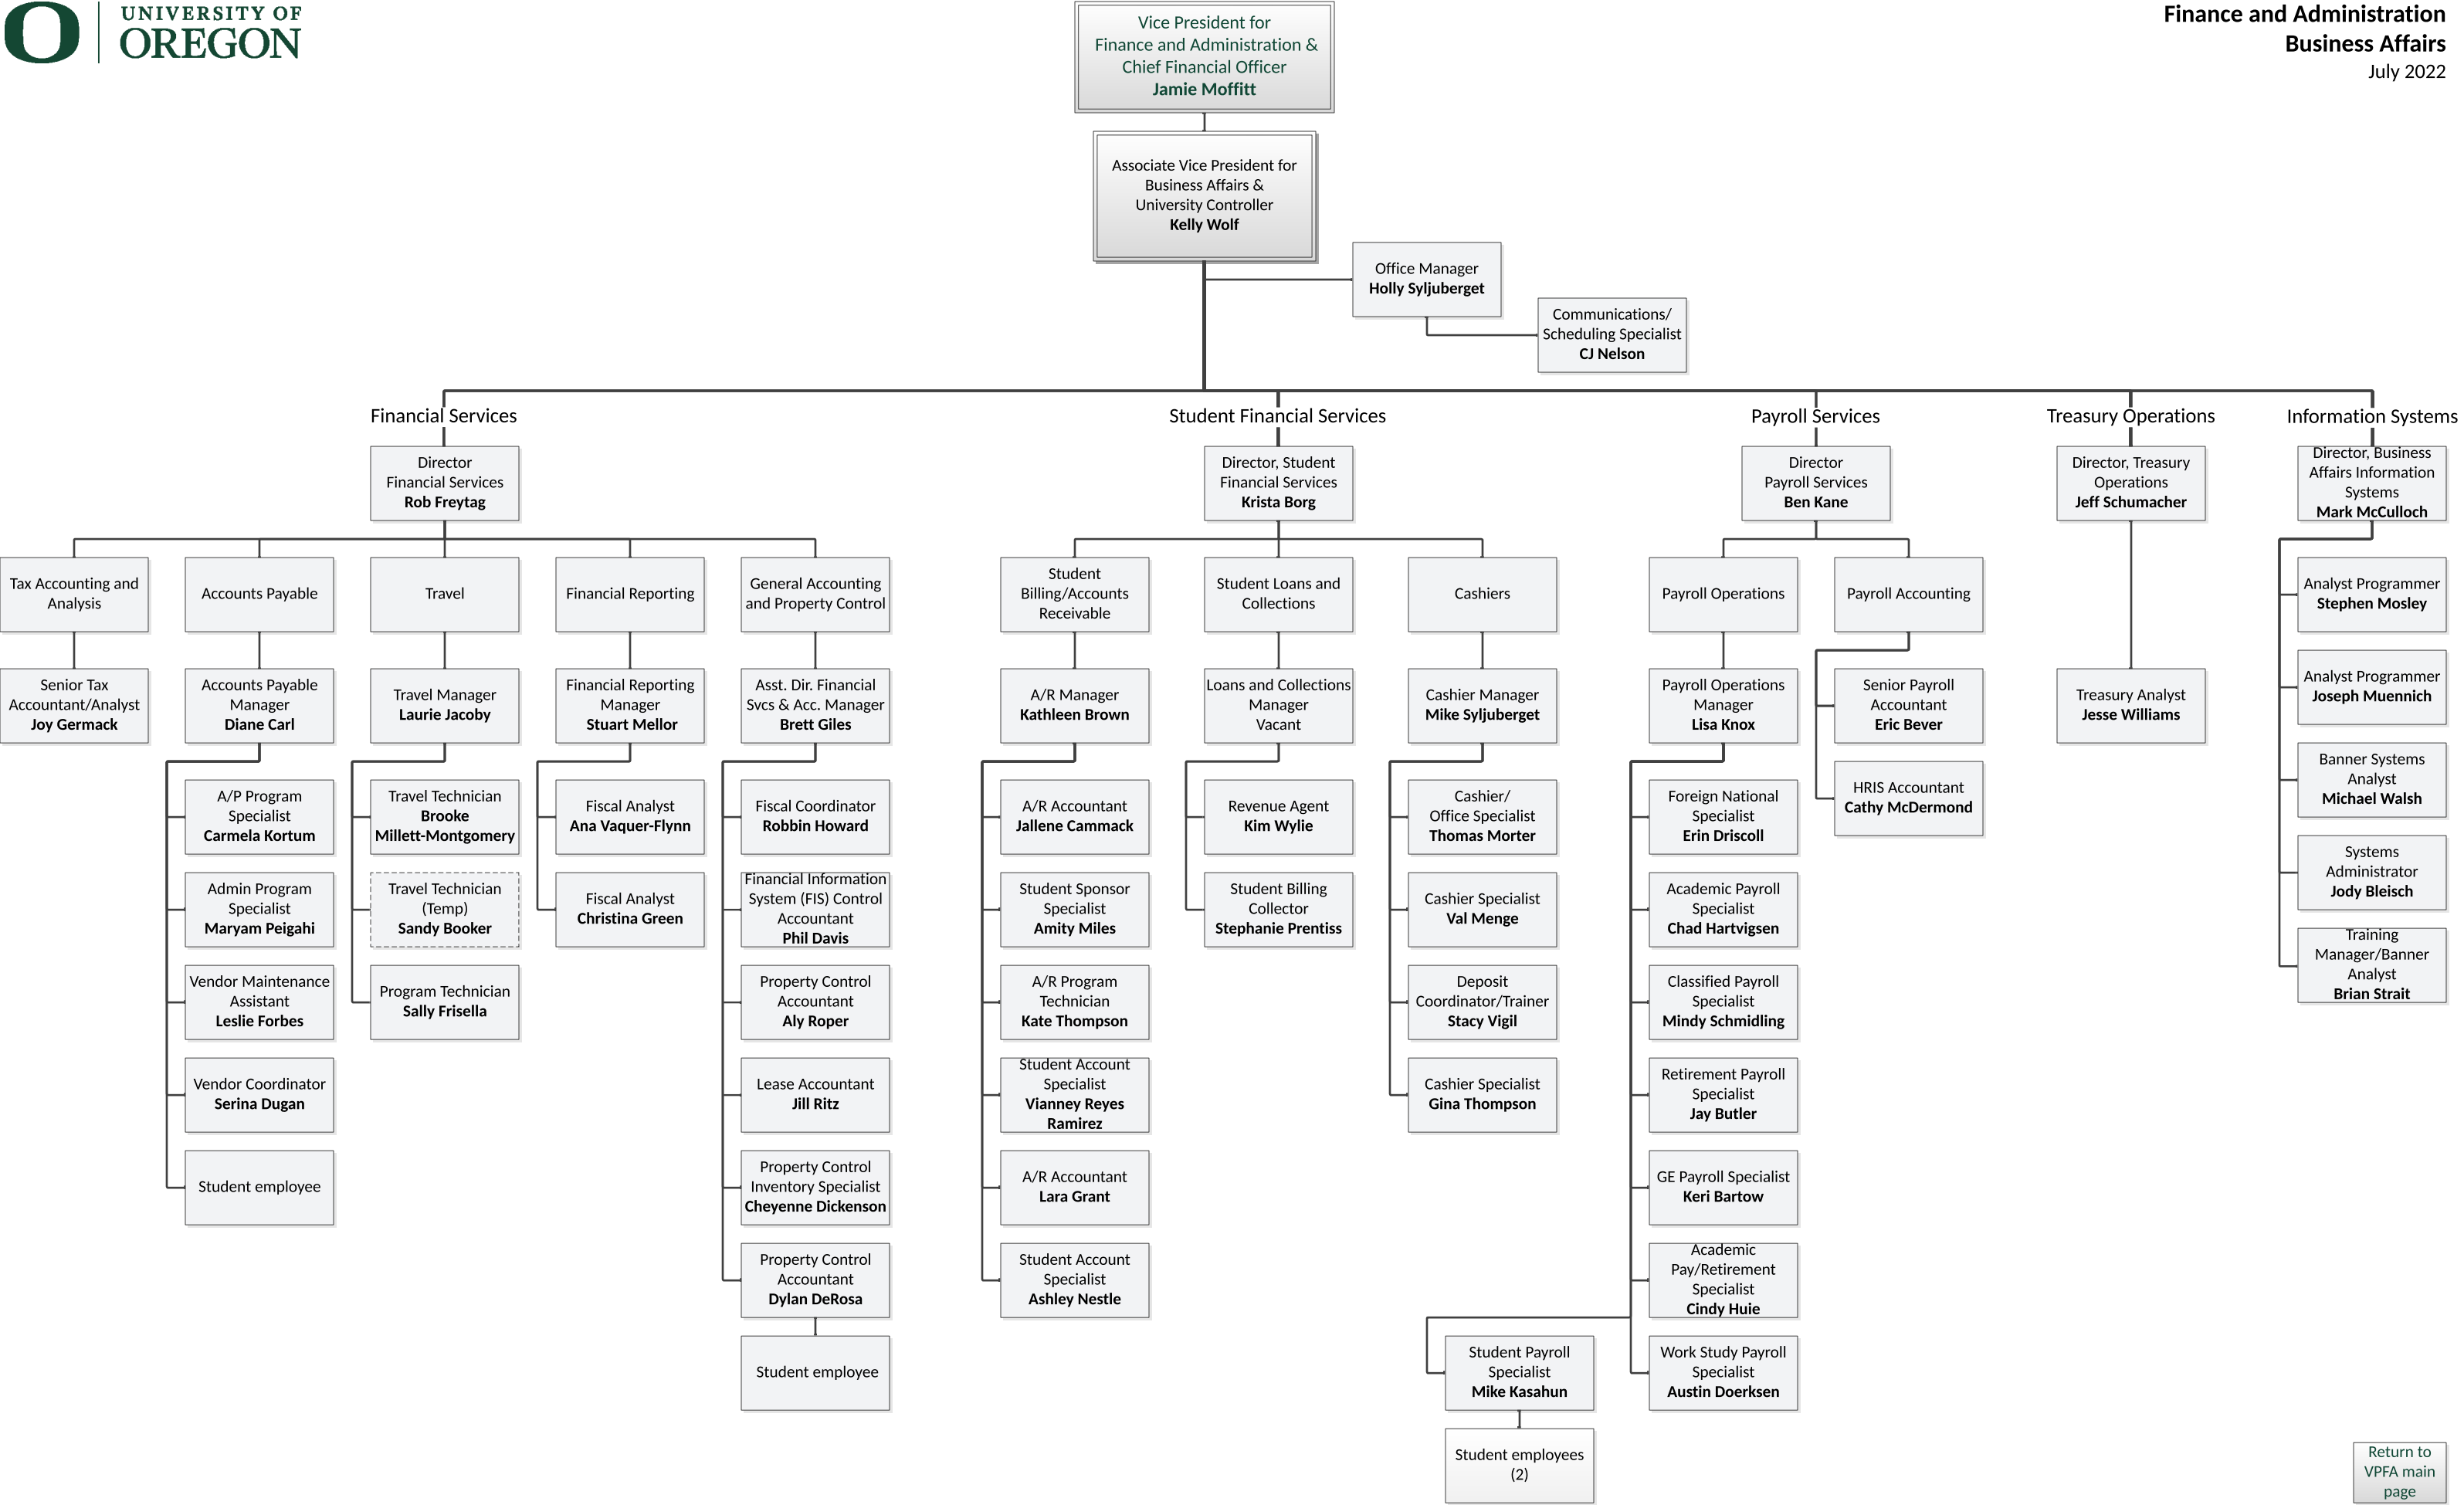 UNIVERSITY OF
OREGON
Finance and Administration
Business Affairs
July 2022
Vice President for
Finance and Administration &
Chief Financial Officer
Jamie Moffitt
Associate Vice President for
Business Affairs &
University Controller
Kelly Wolf
Office Manager
Holly Syljuberget
Communications/
Scheduling Specialist
CJ Nelson
Financial Services
Director
Financial Services
Rob Freytag
Tax Accounting and
Analysis
Senior Tax
Accountant/Analyst
Joy Germack
Accounts Payable
Accounts Payable
Manager
Diane Carl
A/P Program
Specialist
Carmela Kortum
Admin Program
Specialist
Maryam Peigahi
Vendor Maintenance
Assistant
Leslie Forbes
Vendor Coordinator
Serina Dugan
Student employee
Travel
Travel Manager
Laurie Jacoby
Travel Technician
Brooke
Millett-Montgomery
Travel Technician
(Temp)
Sandy Booker
Program Technician
Sally Frisella
Financial Reporting
Financial Reporting
Manager
Stuart Mellor
Fiscal Analyst
Ana Vaquer-Flynn
Fiscal Analyst
Christina Green
General Accounting
and Property Control
Asst. Dir. Financial
Svcs & Acc. Manager
Brett Giles
Fiscal Coordinator
Robbin Howard
Financial Information
System (FIS) Control
Accountant
Phil Davis
Property Control
Accountant
Aly Roper
Lease Accountant
Jill Ritz
Property Control
Inventory Specialist
Cheyenne Dickenson
Property Control
Accountant
Dylan DeRosa
Student employee
Student Financial Services
Director, Student
Financial Services
Krista Borg
Student
Billing/Accounts
Receivable
A/R Manager
Kathleen Brown
A/R Accountant
Jallene Cammack
Student Sponsor
Specialist
Amity Miles
A/R Program
Technician
Kate Thompson
Student Account
Specialist
Vianney Reyes
Ramirez
A/R Accountant
Lara Grant
Student Account
Specialist
Ashley Nestle
Student Loans and
Collections
Loans and Collections
Manager
Vacant
Revenue Agent
Kim Wylie
Student Billing
Collector
Stephanie Prentiss
Cashiers
Cashier Manager
Mike Syljuberget
Cashier/
Office Specialist
Thomas Morter
Cashier Specialist
Val Menge
Deposit
Coordinator/Trainer
Stacy Vigil
Cashier Specialist
Gina Thompson
Payroll Services
Director
Payroll Services
Ben Kane
Payroll Operations
Payroll Operations
Manager
Lisa Knox
Foreign National
Specialist
Erin Driscoll
Academic Payroll
Specialist
Chad Hartvigsen
Classified Payroll
Specialist
Mindy Schmidling
Retirement Payroll
Specialist
Jay Butler
GE Payroll Specialist
Keri Bartow
Academic
Pay/Retirement
Specialist
Cindy Huie
Student Payroll
Specialist
Mike Kasahun
Student employees
(2)
Work Study Payroll
Specialist
Austin Doerksen
Payroll Accounting
Senior Payroll
Accountant
Eric Bever
HRIS Accountant
Cathy McDermond
Treasury Operations
Director, Treasury
Operations
Jeff Schumacher
Treasury Analyst
Jesse Williams
Information Systems
Director, Business
Affairs Information
Systems
Mark McCulloch
Analyst Programmer
Stephen Mosley
Analyst Programmer
Joseph Muennich
Banner Systems
Analyst
Michael Walsh
Systems
Administrator
Jody Bleisch
Training
Manager/Banner
Analyst
Brian Strait
Return to
VPFA main
page